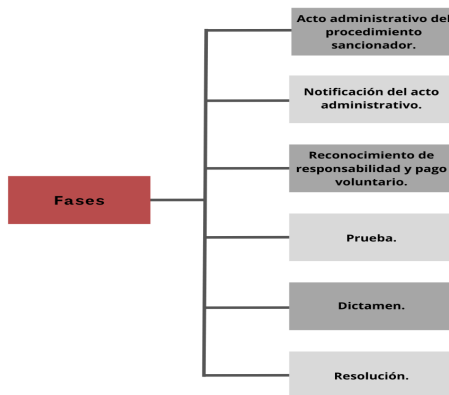 Fases
Acto administrativo del
procedimiento
sancionador.
Notificación del acto
administrativo.
Reconocimiento de
responsabilidad y pago
voluntario.
Prueba.
Dictamen.
Resolución.